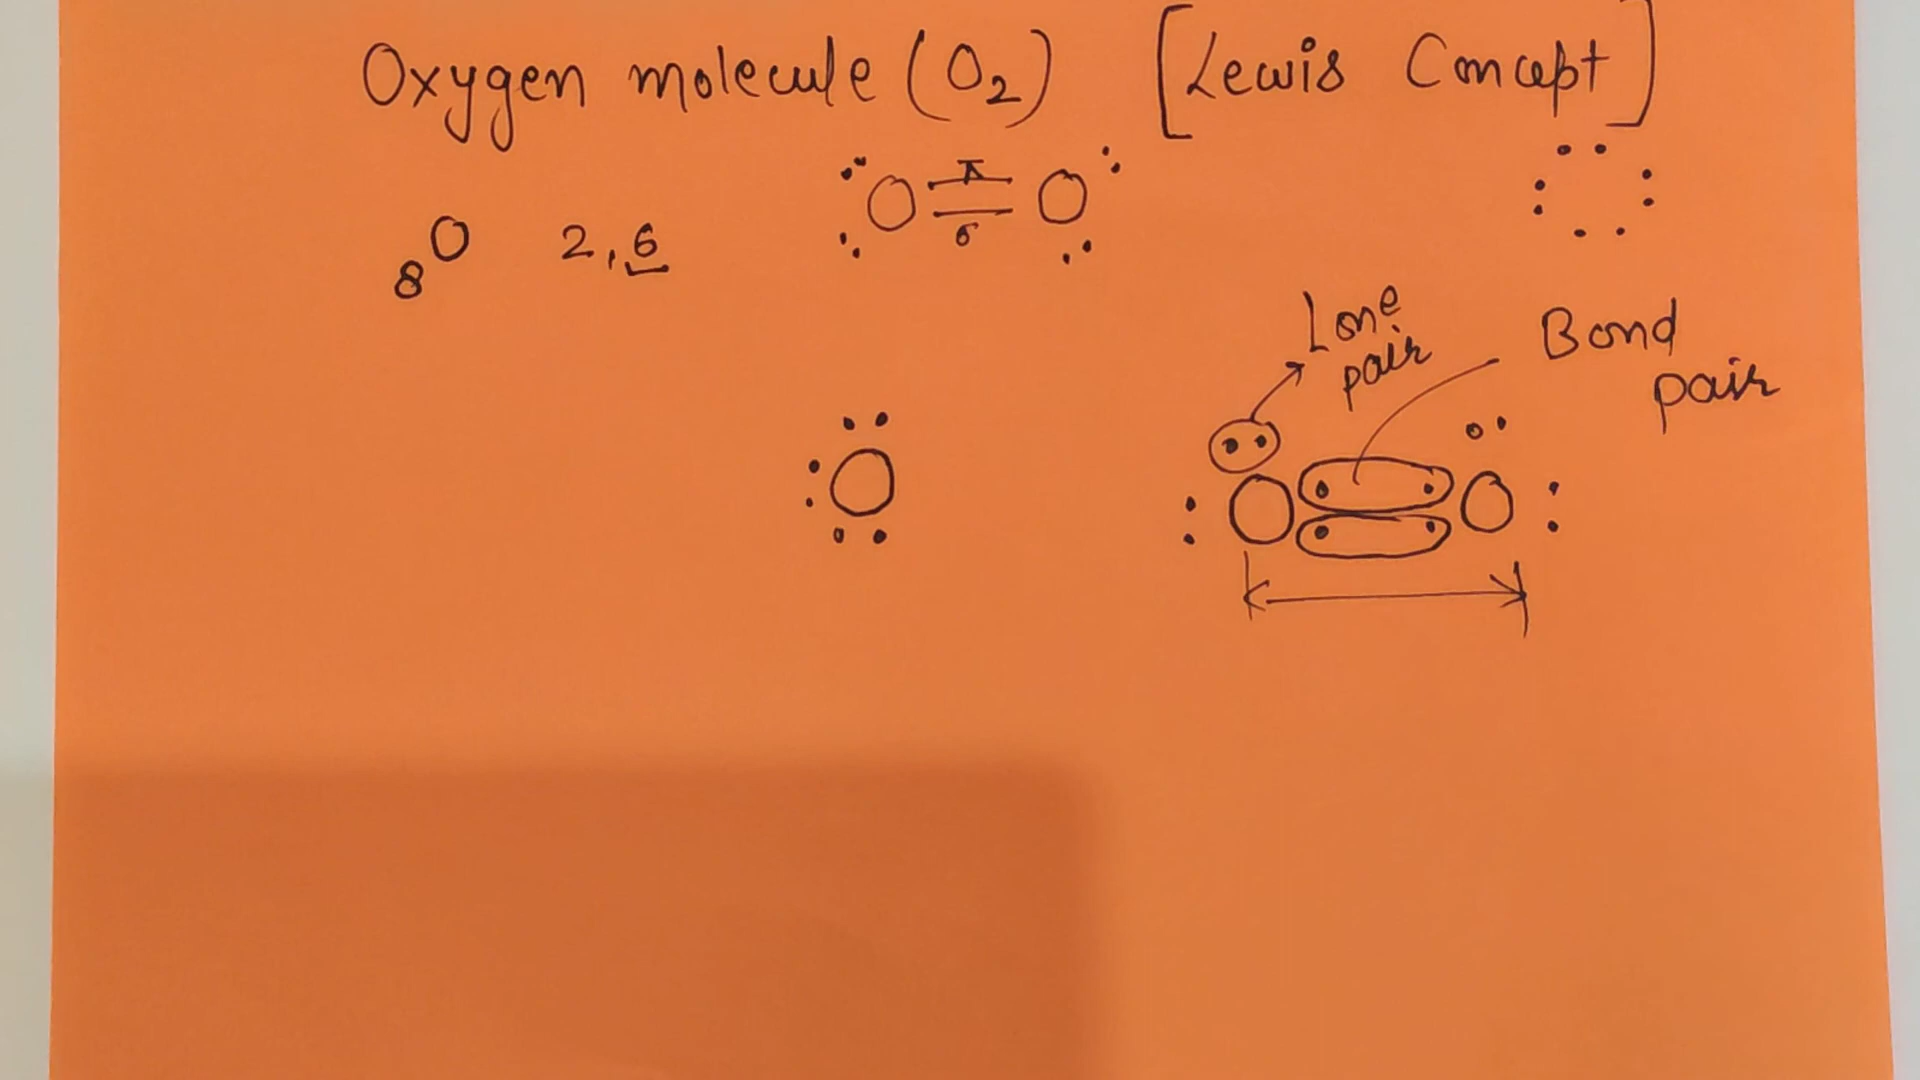 Oxygen molecule (O₂) [Lewis Concept]
π
O = O
σ
₈O 2,6
Lone
pair
Bond
pair
O
O O